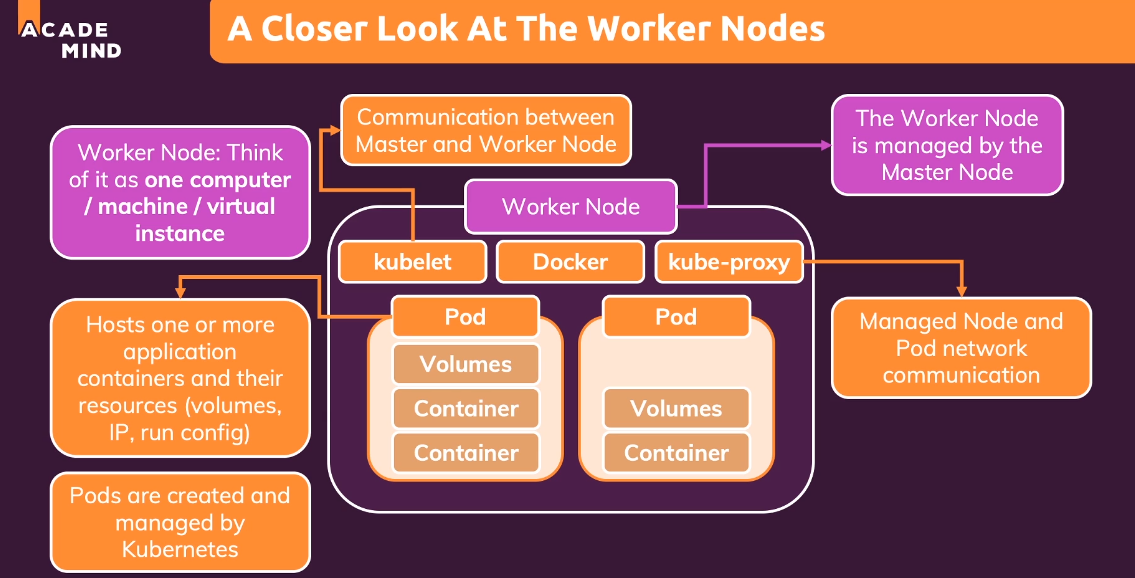 ACADE
MIND
A Closer Look At The Worker Nodes
Communication between
Master and Worker Node
The Worker Node
is managed by the
Master Node
Worker Node: Think
of it as one computer
/ machine / virtual
instance
Worker Node
kubelet
Docker
kube-proxy
Hosts one or more
application
containers and their
resources (volumes,
IP, run config)
Pod
Volumes
Container
Container
Pod
Volumes
Container
Managed Node and
Pod network
communication
Pods are created and
managed by
Kubernetes